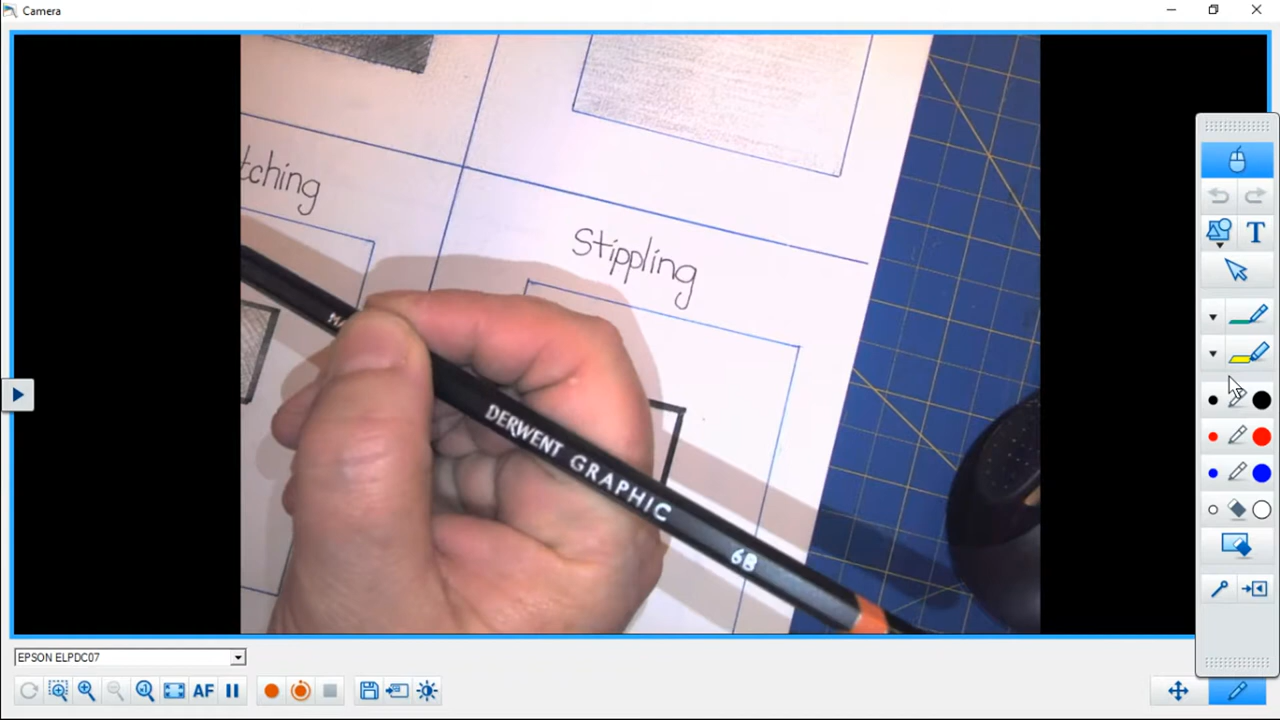 Camera
tching
Stippling
DERWENT GRAPHIC 6B
T
EPSON ELPDC07
AF